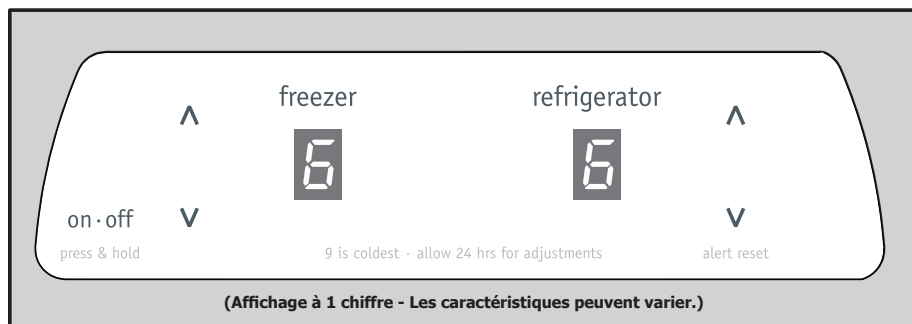 freezer refrigerator
6 6
on·off
press & hold 9 is coldest · allow 24 hrs for adjustments alert reset
(Affichage à 1 chiffre - Les caractéristiques peuvent varier.)